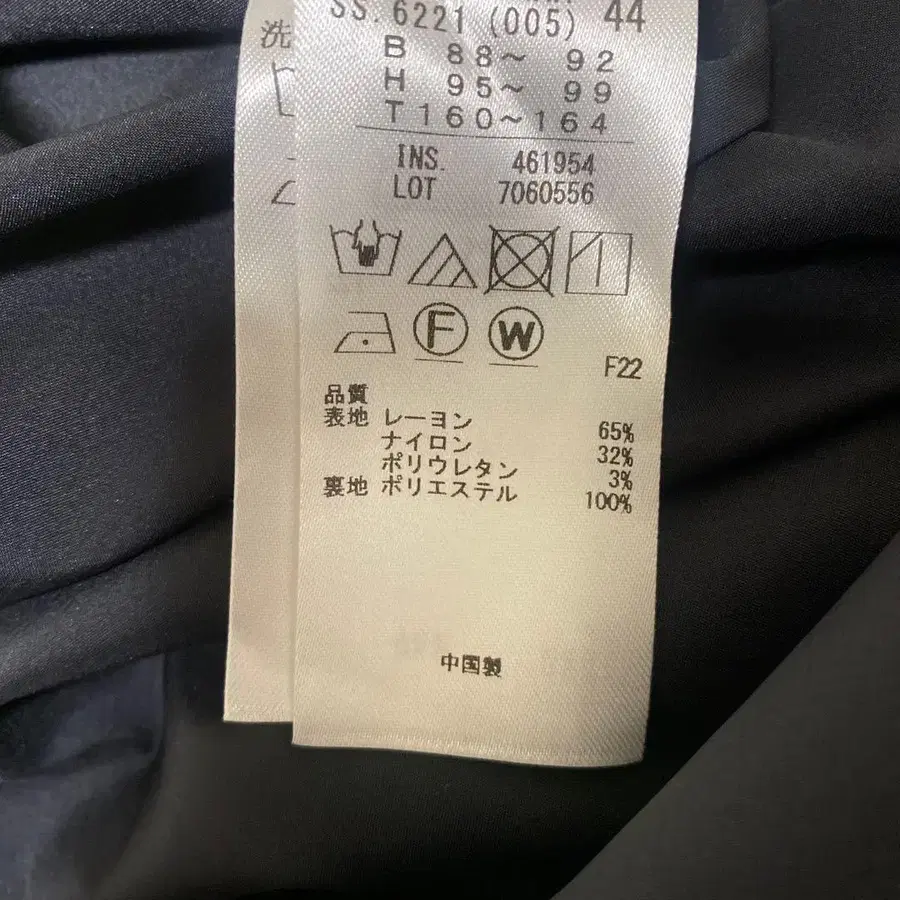 SS. 6221 (005) 44
B 88～ 92
H 95～ 99
T160～164
INS. 461954
LOT 7060556
F W
F22
品質
表地 レーヨン 65%
ナイロン 32%
ポリウレタン 3%
裏地 ポリエステル 100%
中国製
洗